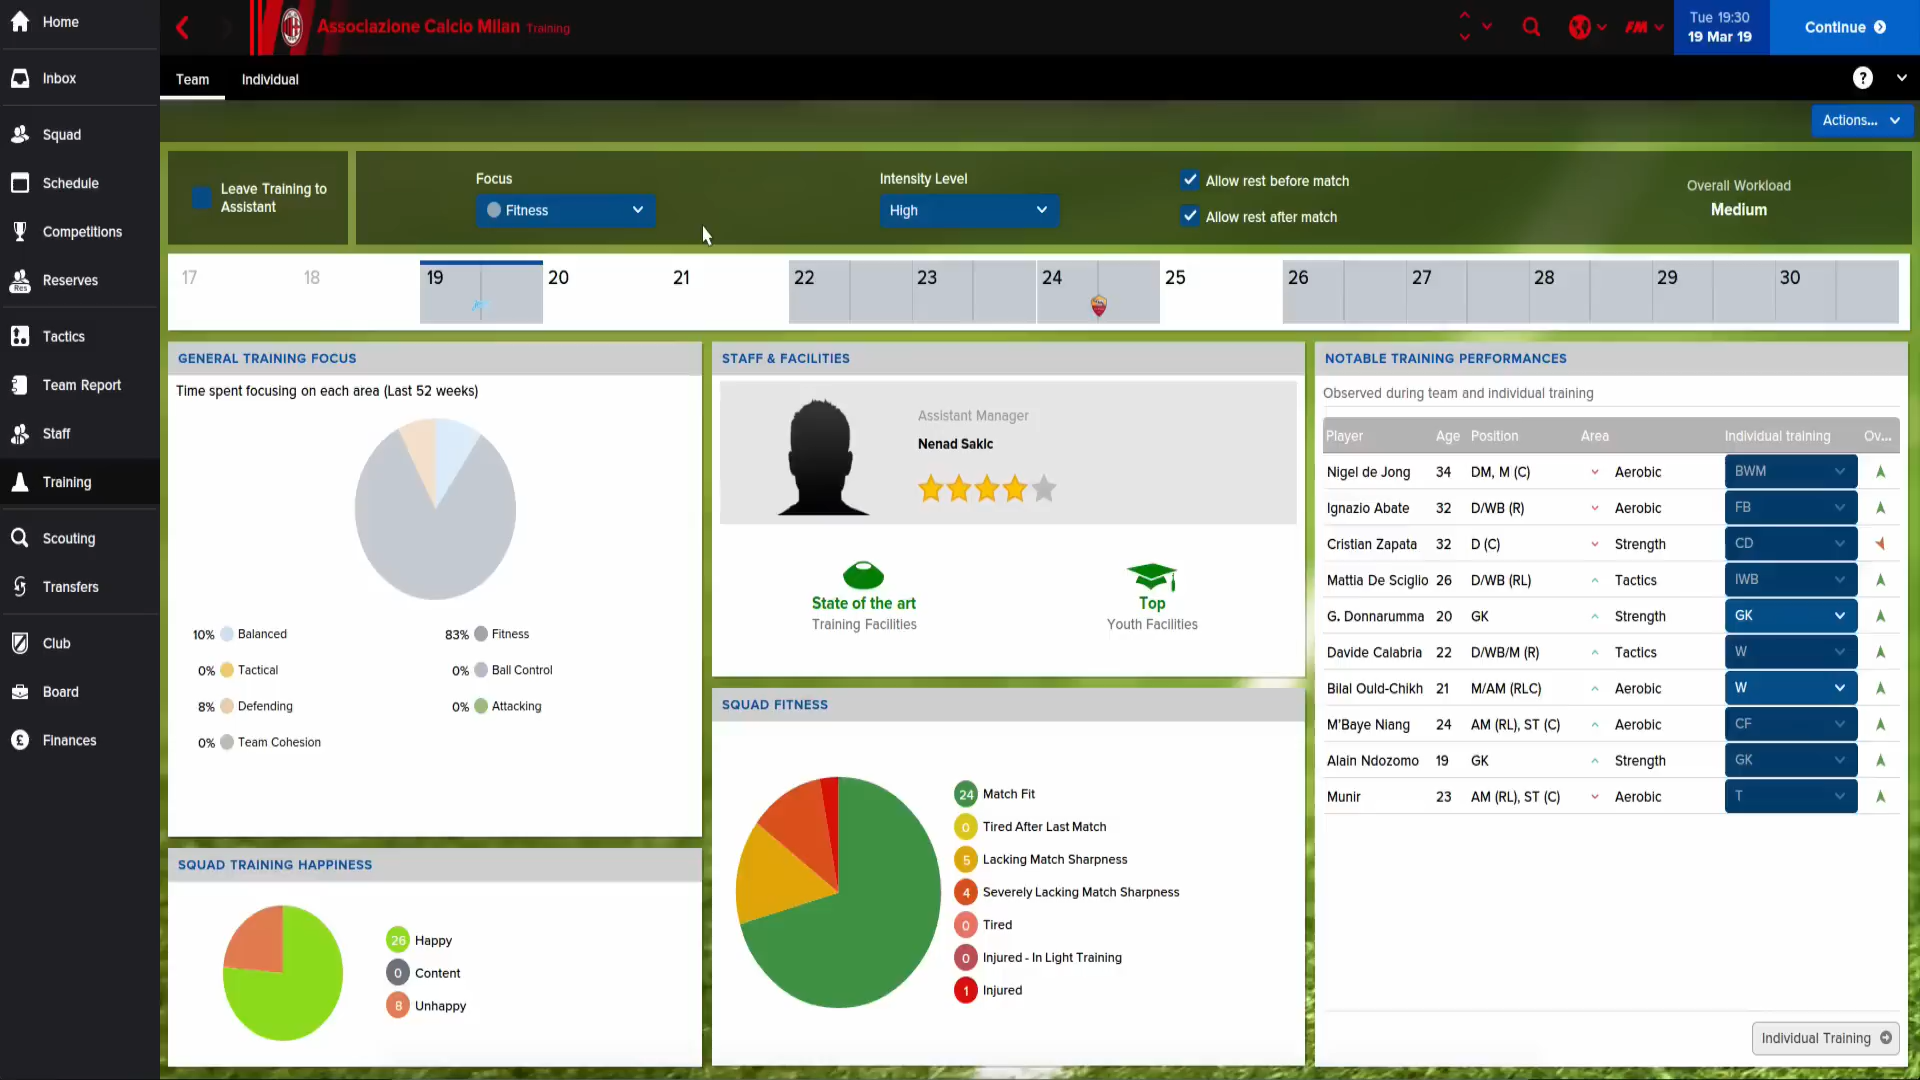 Home
Inbox
Squad
Schedule
Competitions
Reserves
Res
Tactics
Team Report
Staff
Training
Scouting
Transfers
Club
Board
Finances
Associazione Calcio Milan Training
FM
Tue 19:30
19 Mar 19
Continue
Team Individual
?
Actions...
Leave Training to
Assistant
Focus
Fitness
Intensity Level
High
Allow rest before match
Allow rest after match
Overall Workload
Medium
17 18 19 20 21 22 23 24 25 26 27 28 29 30
GENERAL TRAINING FOCUS
Time spent focusing on each area (Last 52 weeks)
10% Balanced 83% Fitness
0% Tactical 0% Ball Control
8% Defending 0% Attacking
0% Team Cohesion
SQUAD TRAINING HAPPINESS
26 Happy
0 Content
8 Unhappy
STAFF & FACILITIES
Assistant Manager
Nenad Sakic
State of the art
Training Facilities
Top
Youth Facilities
SQUAD FITNESS
24 Match Fit
0 Tired After Last Match
5 Lacking Match Sharpness
4 Severely Lacking Match Sharpness
0 Tired
0 Injured - In Light Training
1 Injured
NOTABLE TRAINING PERFORMANCES
Observed during team and individual training
Player Age Position Area Individual training Ov...
Nigel de Jong 34 DM, M (C) Aerobic BWM
Ignazio Abate 32 D/WB (R) Aerobic FB
Cristian Zapata 32 D (C) Strength CD
Mattia De Sciglio 26 D/WB (RL) Tactics IWB
G. Donnarumma 20 GK Strength GK
Davide Calabria 22 D/WB/M (R) Tactics W
Bilal Ould-Chikh 21 M/AM (RLC) Aerobic W
M'Baye Niang 24 AM (RL), ST (C) Aerobic CF
Alain Ndozomo 19 GK Strength GK
Munir 23 AM (RL), ST (C) Aerobic T
Individual Training